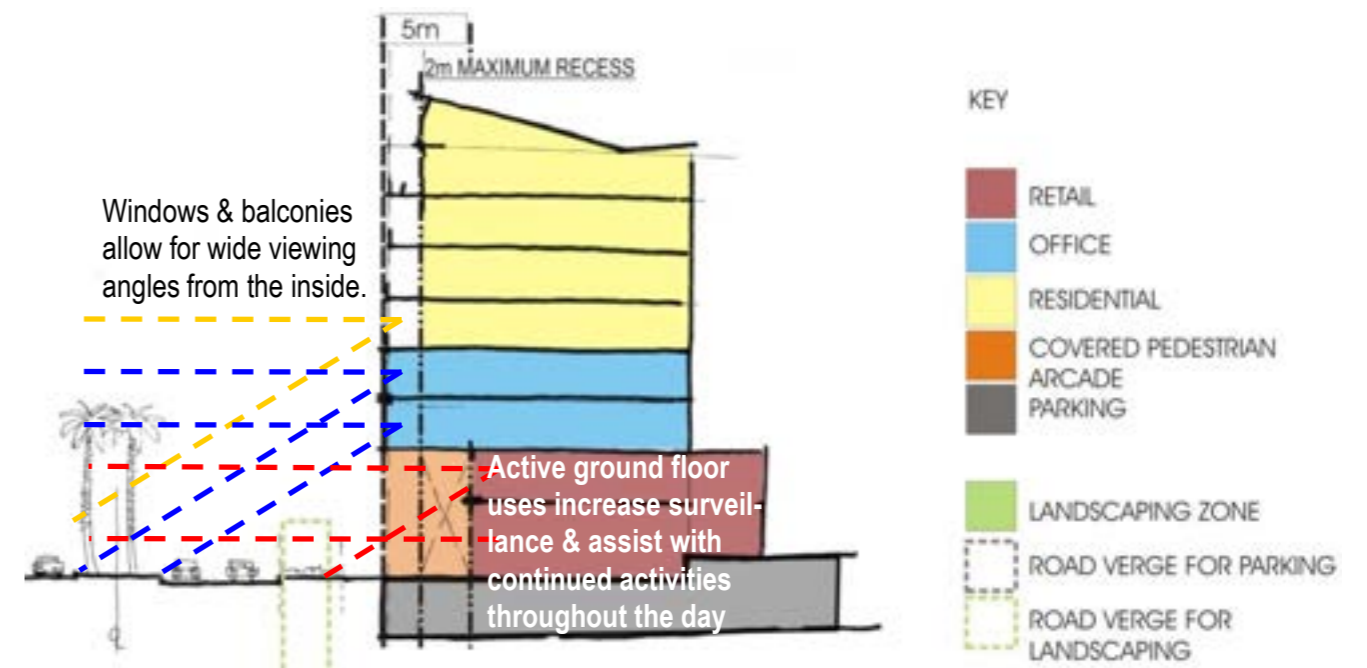 5m
2m MAXIMUM RECESS
Windows & balconies
allow for wide viewing
angles from the inside.
Active ground floor
uses increase surveil-
lance & assist with
continued activities
throughout the day
KEY
RETAIL
OFFICE
RESIDENTIAL
COVERED PEDESTRIAN
ARCADE
PARKING
LANDSCAPING ZONE
ROAD VERGE FOR PARKING
ROAD VERGE FOR
LANDSCAPING